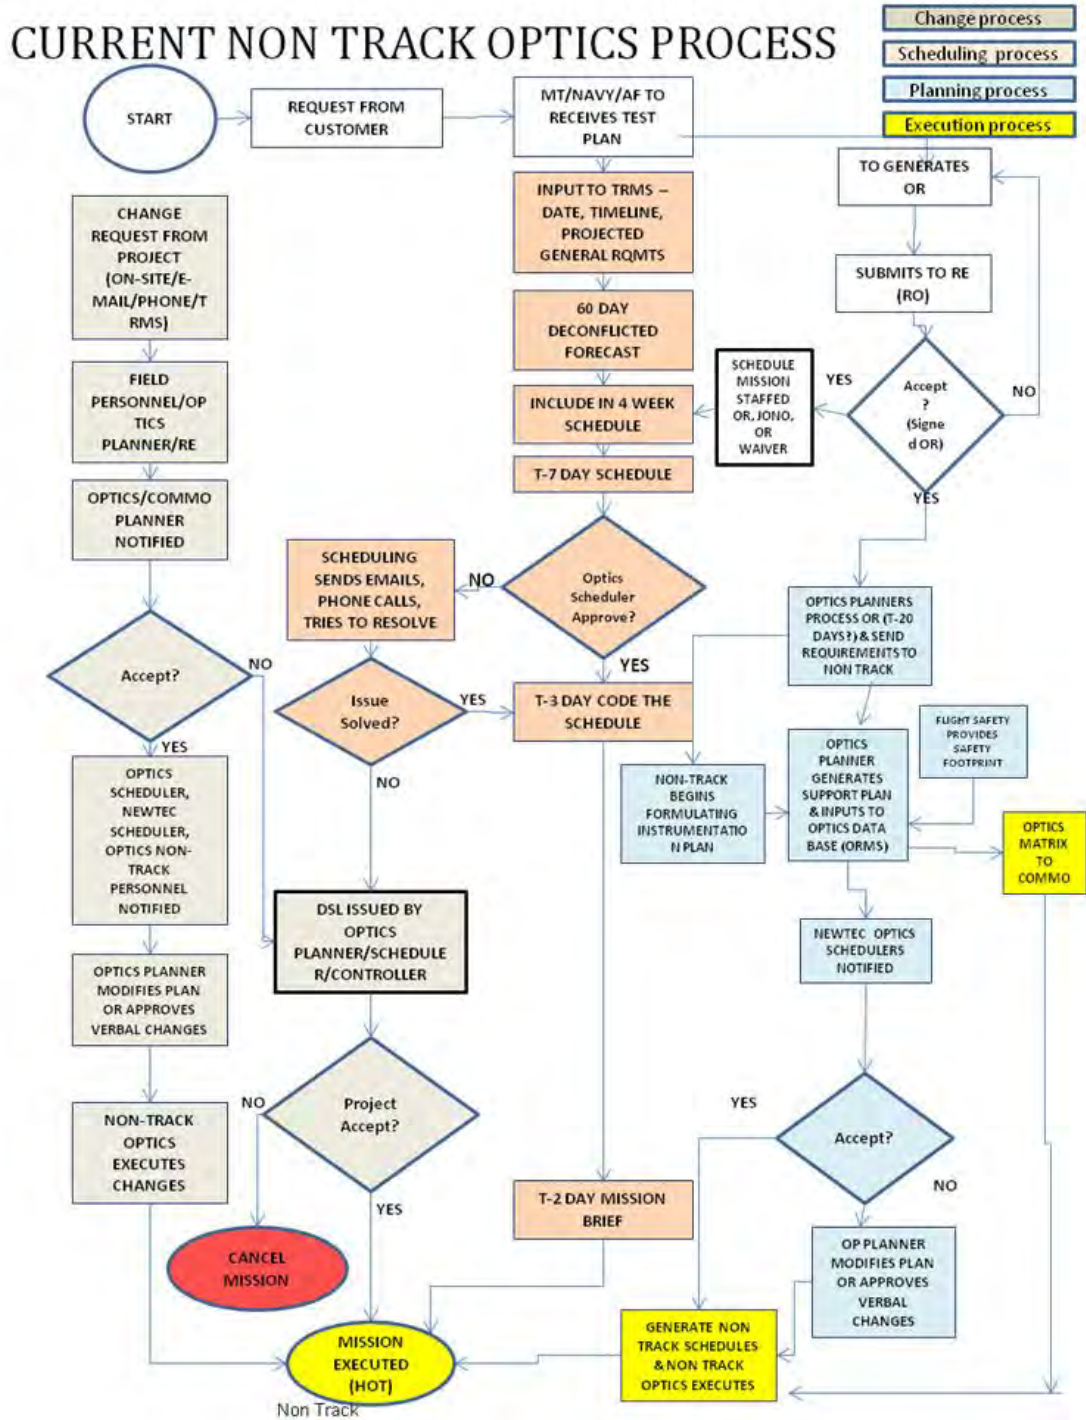 CURRENT NON TRACK OPTICS PROCESS
Change process
Scheduling process
Planning process
Execution process
START
REQUEST FROM
CUSTOMER
MT/NAVY/AF TO
RECEIVES TEST
PLAN
TO GENERATES
OR
SUBMITS TO RE
(RO)
Accept
?
(Signe
d OR)
NO
YES
YES
SCHEDULE
MISSION
STAFFED
OR, JONO,
OR
WAIVER
INPUT TO TRMS –
DATE, TIMELINE,
PROJECTED
GENERAL RQMTS
60 DAY
DECONFLICTED
FORECAST
INCLUDE IN 4 WEEK
SCHEDULE
T-7 DAY SCHEDULE
Optics
Scheduler
Approve?
NO
YES
SCHEDULING
SENDS EMAILS,
PHONE CALLS,
TRIES TO RESOLVE
Issue
Solved?
YES
NO
T-3 DAY CODE THE
SCHEDULE
CHANGE
REQUEST FROM
PROJECT
(ON-SITE/E-
MAIL/PHONE/T
RMS)
FIELD
PERSONNEL/OP
TICS
PLANNER/RE
OPTICS/COMMO
PLANNER
NOTIFIED
Accept?
NO
YES
OPTICS
SCHEDULER,
NEWTEC
SCHEDULER,
OPTICS NON-
TRACK
PERSONNEL
NOTIFIED
OPTICS PLANNER
MODIFIES PLAN
OR APPROVES
VERBAL CHANGES
NON-TRACK
OPTICS
EXECUTES
CHANGES
DSL ISSUED BY
OPTICS
PLANNER/SCHEDULE
R/CONTROLLER
Project
Accept?
NO
YES
CANCEL
MISSION
MISSION
EXECUTED
(HOT)
Non Track
T-2 DAY MISSION
BRIEF
OPTICS PLANNERS
PROCESS OR (T-20
DAYS?) & SEND
REQUIREMENTS TO
NON TRACK
NON-TRACK
BEGINS
FORMULATING
INSTRUMENTATIO
N PLAN
OPTICS
PLANNER
GENERATES
SUPPORT PLAN
& INPUTS TO
OPTICS DATA
BASE (ORMS)
FLIGHT SAFETY
PROVIDES
SAFETY
FOOTPRINT
OPTICS
MATRIX
TO
COMMO
NEWTEC OPTICS
SCHEDULERS
NOTIFIED
Accept?
YES
NO
OP PLANNER
MODIFIES PLAN
OR APPROVES
VERBAL
CHANGES
GENERATE NON
TRACK SCHEDULES
& NON TRACK
OPTICS EXECUTES